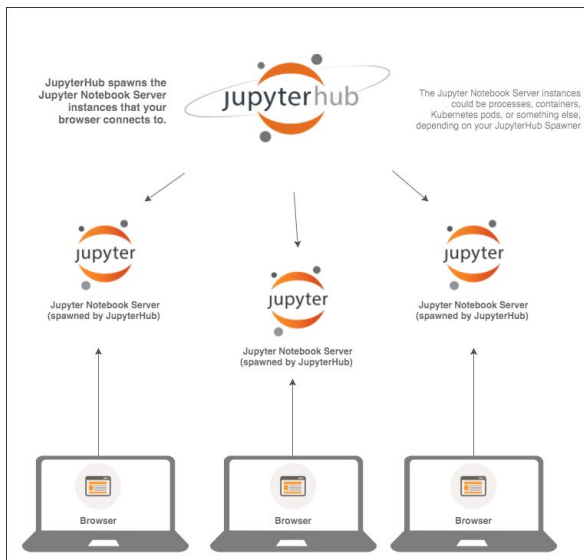 JupyterHub spawns the
Jupyter Notebook Server
instances that your
browser connects to.
jupyterhub
The Jupyter Notebook Server instances
could be processes, containers,
Kubernetes pods, or something else,
depending on your JupyterHub Spawner
jupyter
Jupyter Notebook Server
(spawned by JupyterHub)
jupyter
Jupyter Notebook Server
(spawned by JupyterHub)
jupyter
Jupyter Notebook Server
(spawned by JupyterHub)
Browser
Browser
Browser